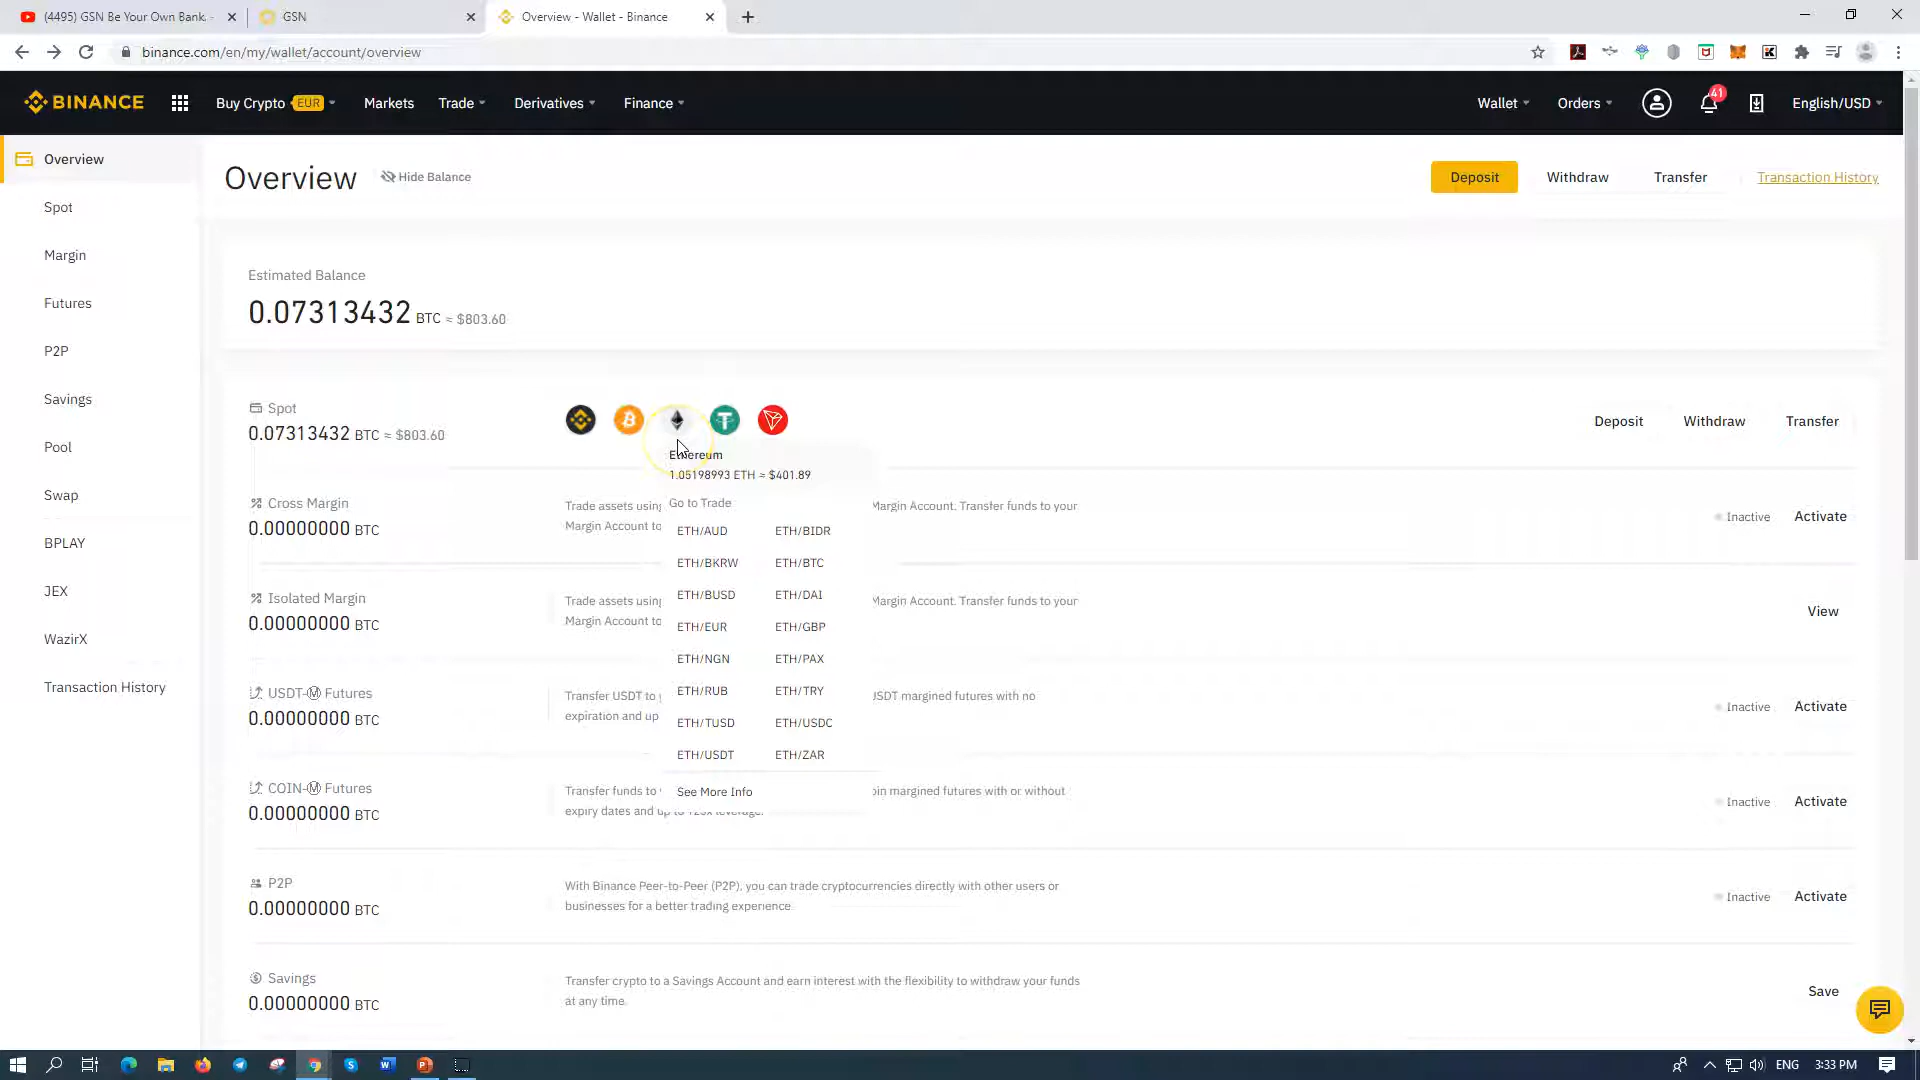 (4495) GSN Be Your Own Bank. -
GSN
Overview - Wallet - Binance
binance.com/en/my/wallet/account/overview
BINANCE
Buy Crypto EUR
Markets
Trade
Derivatives
Finance
Wallet
Orders
41
English/USD
Overview
Spot
Margin
Futures
P2P
Savings
Pool
Swap
BPLAY
JEX
WazirX
Transaction History
Overview
Hide Balance
Deposit
Withdraw
Transfer
Transaction History
Estimated Balance
0.07313432 BTC ≈ $803.60
Spot
0.07313432 BTC ≈ $803.60
Deposit
Withdraw
Transfer
Ethereum
1.05198993 ETH ≈ $401.89
Go to Trade
ETH/AUD ETH/BIDR
ETH/BKRW ETH/BTC
ETH/BUSD ETH/DAI
ETH/EUR ETH/GBP
ETH/NGN ETH/PAX
ETH/RUB ETH/TRY
ETH/TUSD ETH/USDC
ETH/USDT ETH/ZAR
See More Info
Cross Margin
0.00000000 BTC
Trade assets using Margin Account. Transfer funds to your
Margin Account to
Inactive
Activate
Isolated Margin
0.00000000 BTC
Trade assets using Margin Account. Transfer funds to your
Margin Account to
View
USDT-Ⓜ Futures
0.00000000 BTC
Transfer USDT to USDT margined futures with no
expiration and up
Inactive
Activate
COIN-Ⓜ Futures
0.00000000 BTC
Transfer funds to oin margined futures with or without
expiry dates and up to 125x leverage.
Inactive
Activate
P2P
0.00000000 BTC
With Binance Peer-to-Peer (P2P), you can trade cryptocurrencies directly with other users or
businesses for a better trading experience.
Inactive
Activate
Savings
0.00000000 BTC
Transfer crypto to a Savings Account and earn interest with the flexibility to withdraw your funds
at any time.
Save
ENG
3:33 PM